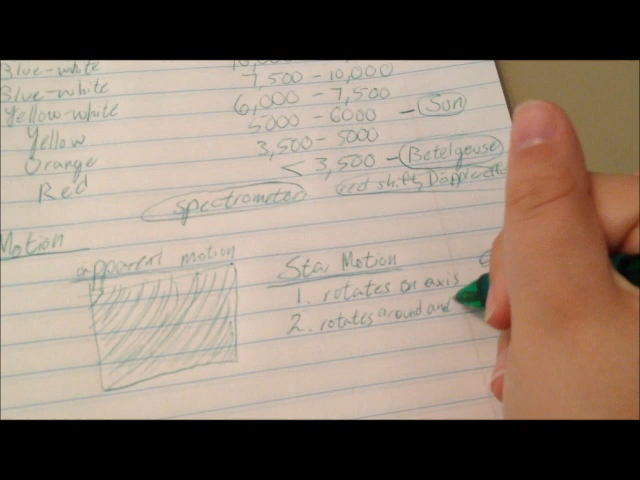 Blue-white
Blue-white 7,500 - 10,000
Yellow-white 6,000 - 7,500
Yellow 5000 - 6000 - Sun
Orange 3,500 - 5000
Red < 3,500 - Betelgeuse
spectrometer red shift,
Motion
apparent motion
Star Motion
1. rotates on axis
2. rotates around